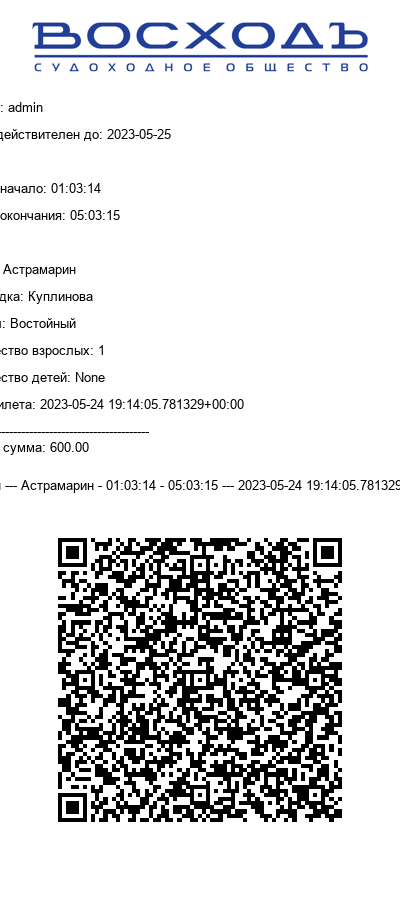 ВОСХОДЪ
СУДОХОДНОЕ ОБЩЕСТВО
: admin
действителен до: 2023-05-25
начало: 01:03:14
окончания: 05:03:15
Астрамарин
дка: Куплинова
: Востойный
ство взрослых: 1
ство детей: None
илета: 2023-05-24 19:14:05.781329+00:00
---------------------------------------
сумма: 600.00
--- Астрамарин - 01:03:14 - 05:03:15 --- 2023-05-24 19:14:05.781329